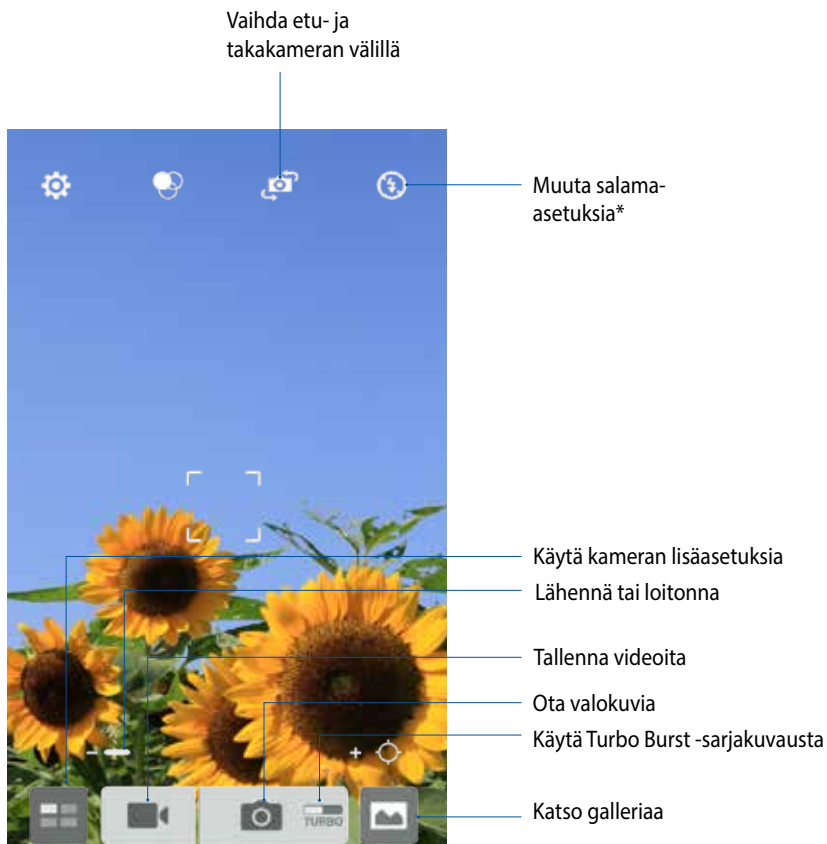 Vaihda etu- ja
takakameran välillä
Muuta salama-
asetuksia*
Käytä kameran lisäasetuksia
Lähennä tai loitonna
Tallenna videoita
Ota valokuvia
Käytä Turbo Burst -sarjakuvausta
TURBO
Katso galleriaa